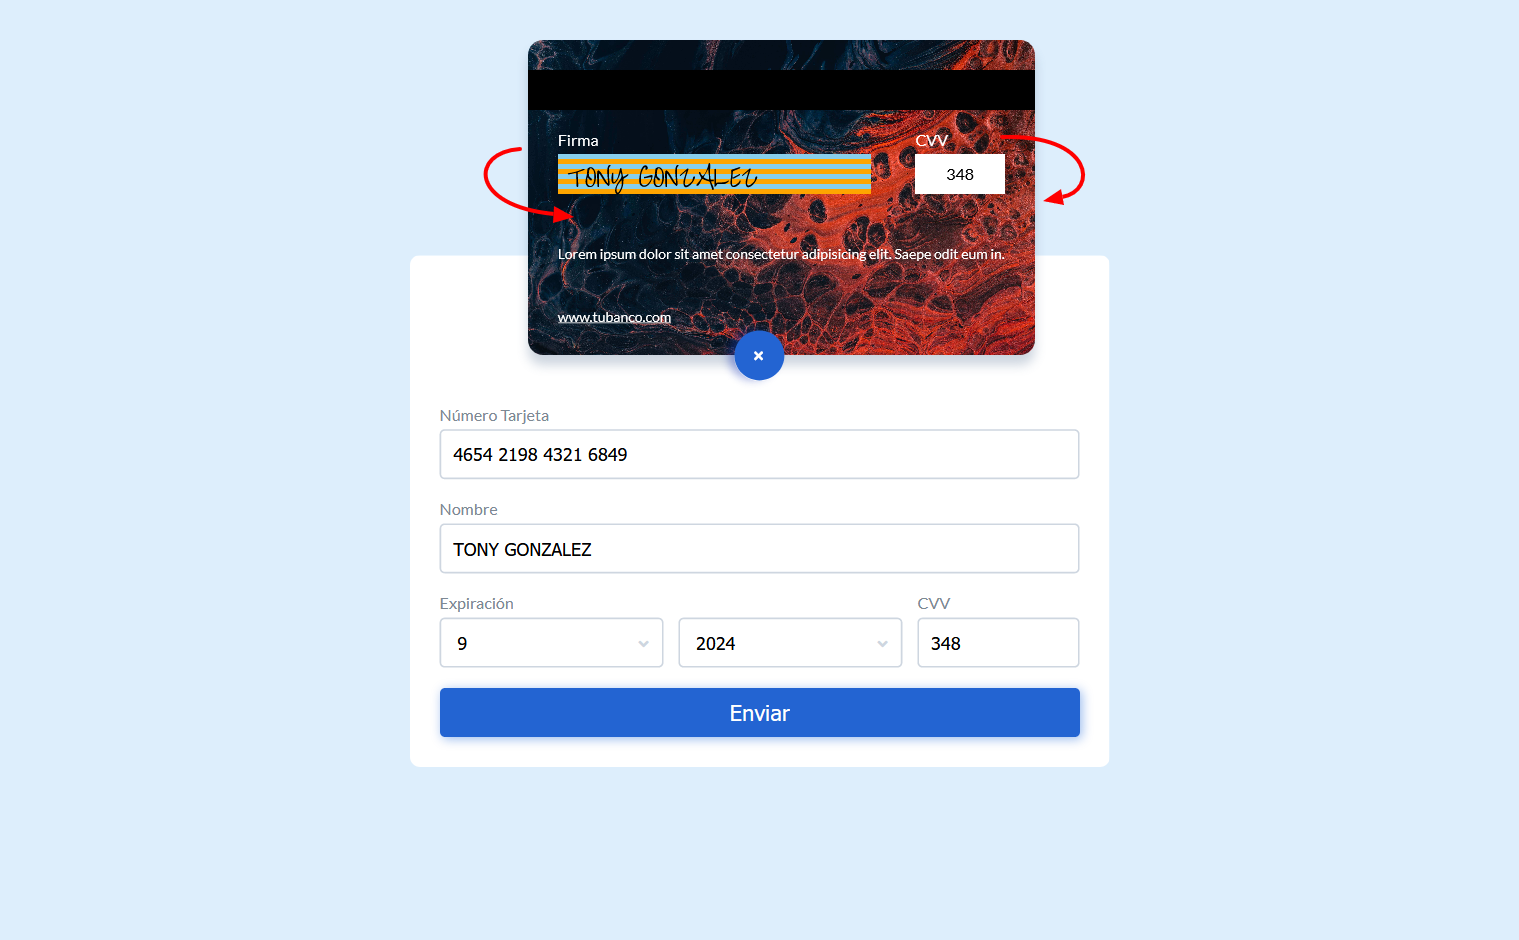 Firma CVV
TONY GONZALEZ 348
Lorem ipsum dolor sit amet consectetur adipisicing elit. Saepe odit eum in.
www.tubanco.com
Número Tarjeta
4654 2198 4321 6849
Nombre
TONY GONZALEZ
Expiración CVV
9 2024 348
Enviar